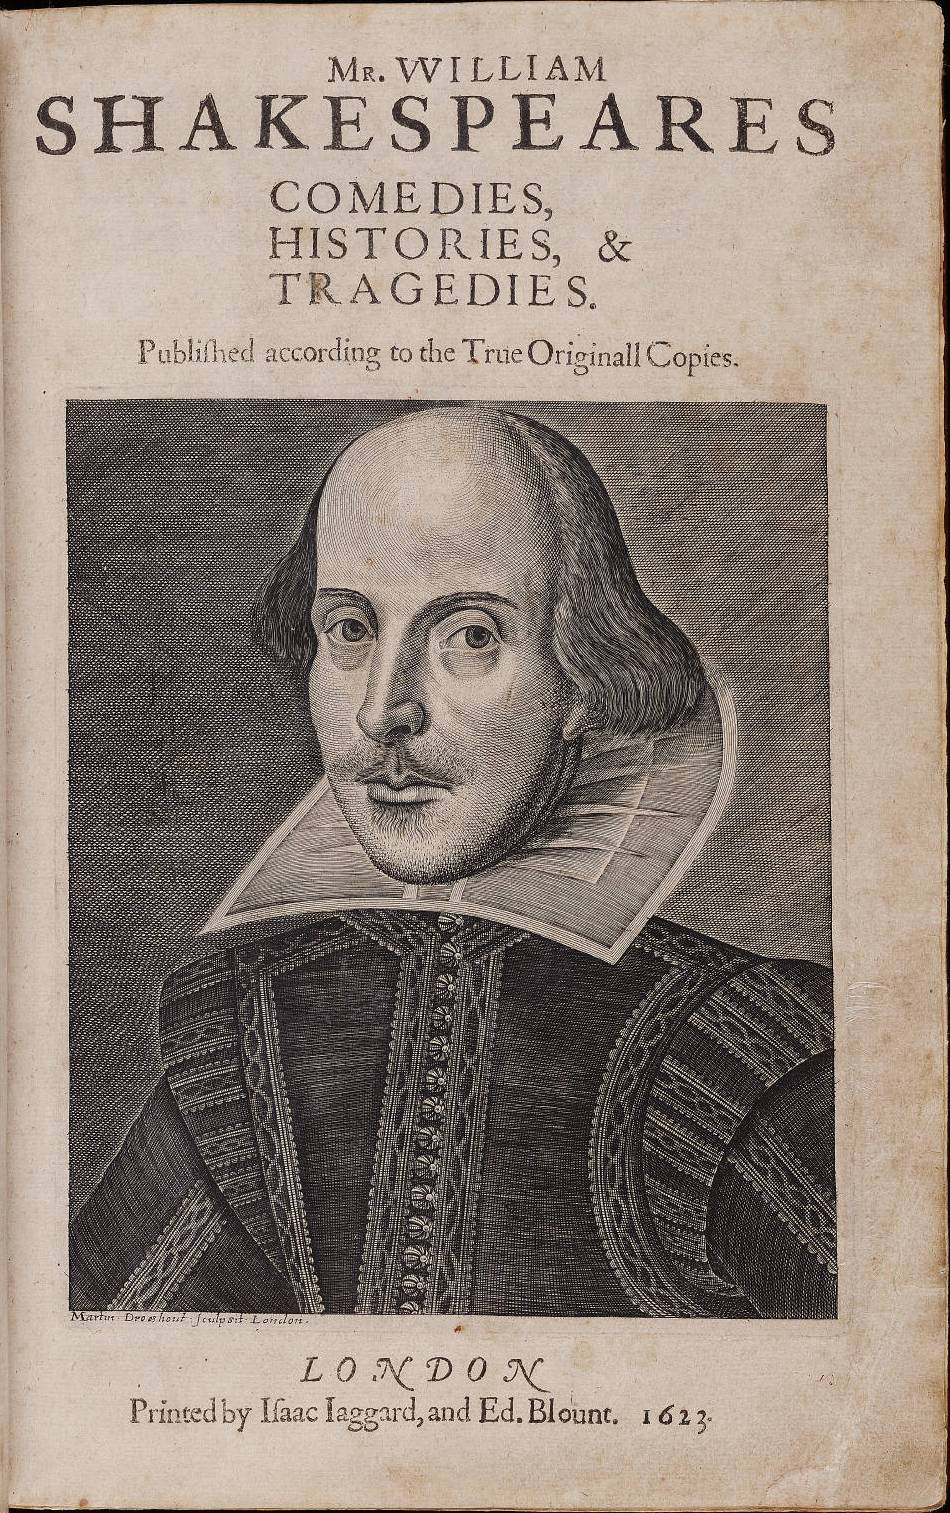 Mr. VVILLIAM
SHAKESPEARES
COMEDIES,
HISTORIES, &
TRAGEDIES.
Publiſhed according to the True Originall Copies.
Martin Droeshout sculpsit London.
LONDON
Printed by Iſaac Iaggard, and Ed. Blount. 1623.